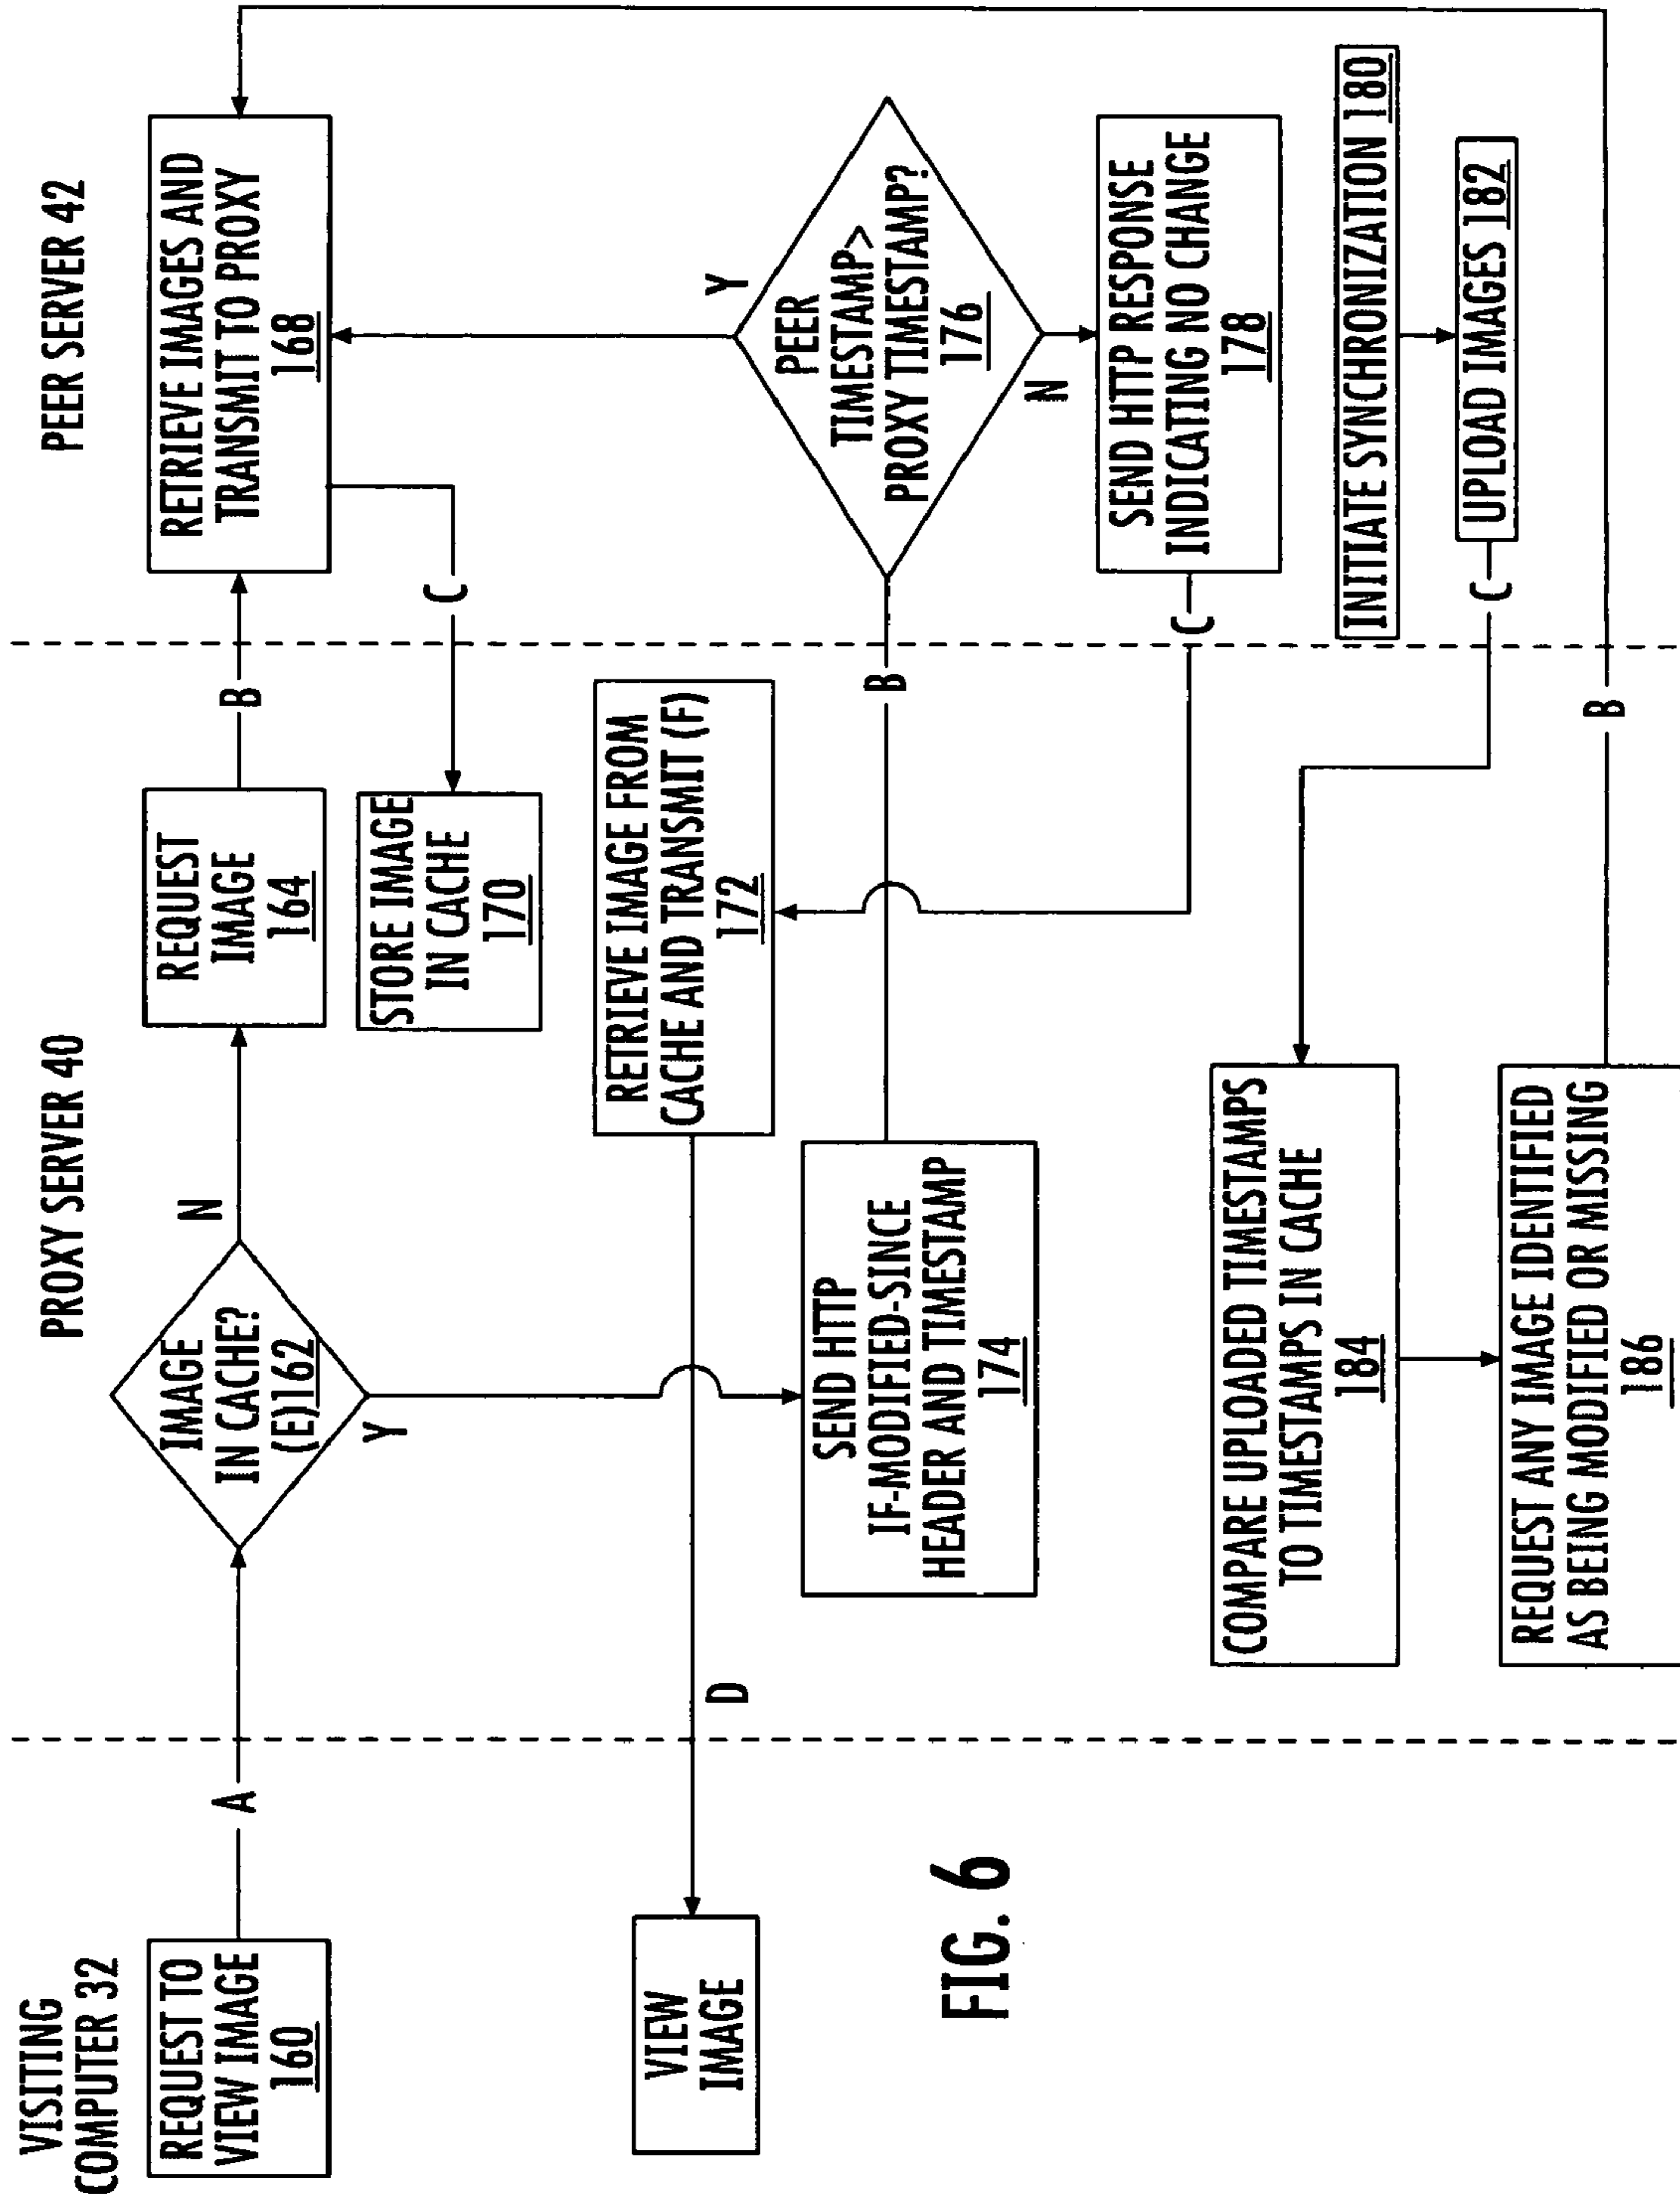 VISITING
COMPUTER 32
PROXY SERVER 40
PEER SERVER 42
REQUEST TO
VIEW IMAGE
160
A
IMAGE
IN CACHE?
(E)162
N
Y
REQUEST
IMAGE
164
B
RETRIEVE IMAGES AND
TRANSMIT TO PROXY
168
C
STORE IMAGE
IN CACHE
170
VIEW
IMAGE
D
RETRIEVE IMAGE FROM
CACHE AND TRANSMIT (F)
172
SEND HTTP
IF-MODIFIED-SINCE
HEADER AND TIMESTAMP
174
B
PEER
TIMESTAMP>
PROXY TIMESTAMP?
176
Y
N
SEND HTTP RESPONSE
INDICATING NO CHANGE
178
C
INITIATE SYNCHRONIZATION 180
UPLOAD IMAGES 182
C
COMPARE UPLOADED TIMESTAMPS
TO TIMESTAMPS IN CACHE
184
REQUEST ANY IMAGE IDENTIFIED
AS BEING MODIFIED OR MISSING
186
B
FIG. 6